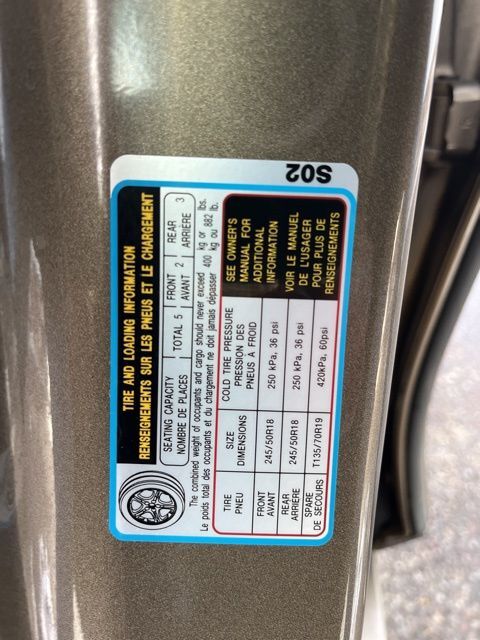 TIRE AND LOADING INFORMATION
RENSEIGNEMENTS SUR LES PNEUS ET LE CHARGEMENT
SEATING CAPACITY
NOMBRE DE PLACES
TOTAL 5
FRONT
AVANT
2
REAR
ARRIÈRE
3
The combined weight of occupants and cargo should never exceed kg or lbs.
Le poids total des occupants et du chargement ne doit jamais dépasser 400 kg ou 882 lb.
TIRE
PNEU
SIZE
DIMENSIONS
COLD TIRE PRESSURE
PRESSION DES
PNEUS À FROID
FRONT
AVANT
245/50R18
250 kPa, 36 psi
REAR
ARRIÈRE
245/50R18
250 kPa, 36 psi
SPARE
DE SECOURS
T135/70R19
420kPa, 60psi
SEE OWNER'S
MANUAL FOR
ADDITIONAL
INFORMATION
VOIR LE MANUEL
DE L'USAGER
POUR PLUS DE
RENSEIGNEMENTS
S02